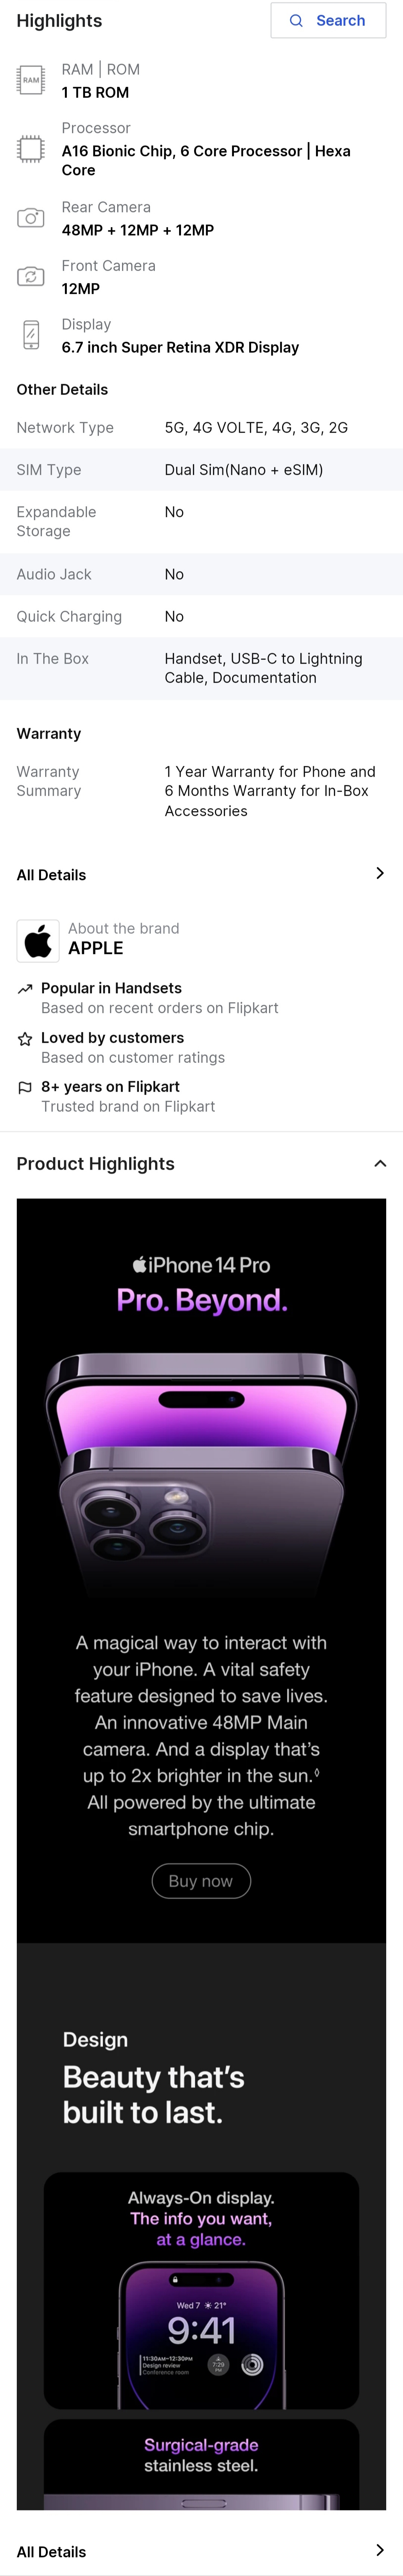 Highlights
Search
RAM | ROM
RAM
1 TB ROM
Processor
A16 Bionic Chip, 6 Core Processor | Hexa
Core
Rear Camera
48MP + 12MP + 12MP
Front Camera
12MP
Display
6.7 inch Super Retina XDR Display
Other Details
Network Type 5G, 4G VOLTE, 4G, 3G, 2G
SIM Type Dual Sim(Nano + eSIM)
Expandable No
Storage
Audio Jack No
Quick Charging No
In The Box Handset, USB-C to Lightning
Cable, Documentation
Warranty
Warranty 1 Year Warranty for Phone and
Summary 6 Months Warranty for In-Box
Accessories
All Details
About the brand
APPLE
Popular in Handsets
Based on recent orders on Flipkart
Loved by customers
Based on customer ratings
8+ years on Flipkart
Trusted brand on Flipkart
Product Highlights
iPhone 14 Pro
Pro. Beyond.
A magical way to interact with
your iPhone. A vital safety
feature designed to save lives.
An innovative 48MP Main
camera. And a display that's
up to 2x brighter in the sun.◊
All powered by the ultimate
smartphone chip.
Buy now
Design
Beauty that's
built to last.
Always-On display.
The info you want,
at a glance.
Wed 7 ☀ 21°
9:41
11:30AM–12:30PM
Design review
Conference room
7:29
PM
Surgical-grade
stainless steel.
All Details